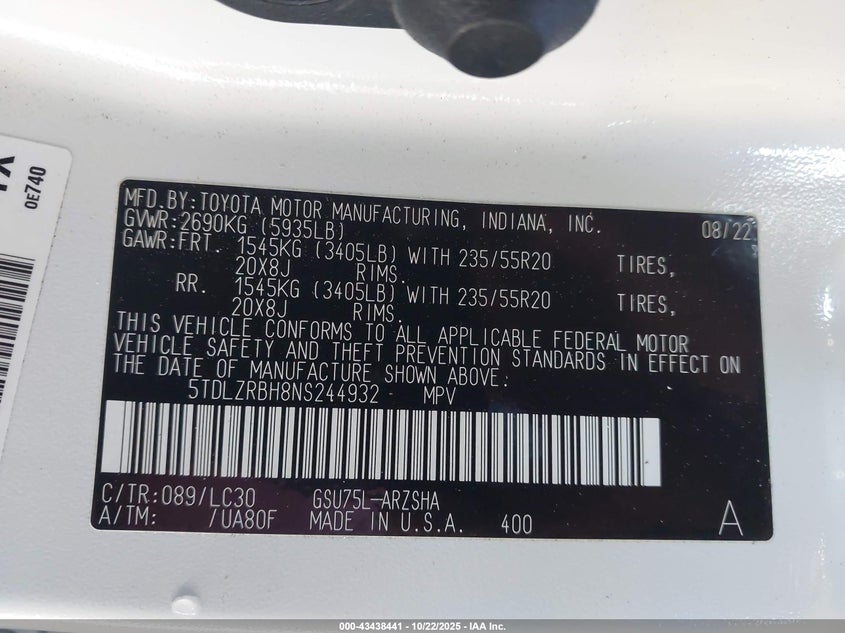 MFD.BY:TOYOTA MOTOR MANUFACTURING, INDIANA, INC. 08/22
GVWR:2690KG (5935LB)
GAWR:FRT. 1545KG (3405LB) WITH 235/55R20 TIRES,
20X8J RIMS.
RR. 1545KG (3405LB) WITH 235/55R20 TIRES,
20X8J RIMS.
THIS VEHICLE CONFORMS TO ALL APPLICABLE FEDERAL MOTOR
VEHICLE SAFETY AND THEFT PREVENTION STANDARDS IN EFFECT ON
THE DATE OF MANUFACTURE SHOWN ABOVE.
5TDLZRBH8NS244932 MPV
C/TR:089/LC30 GSU75L-ARZSHA
A/TM: /UA80F MADE IN U.S.A. 400 A
0E740
000-43438441 - 10/22/2025 - IAA Inc.